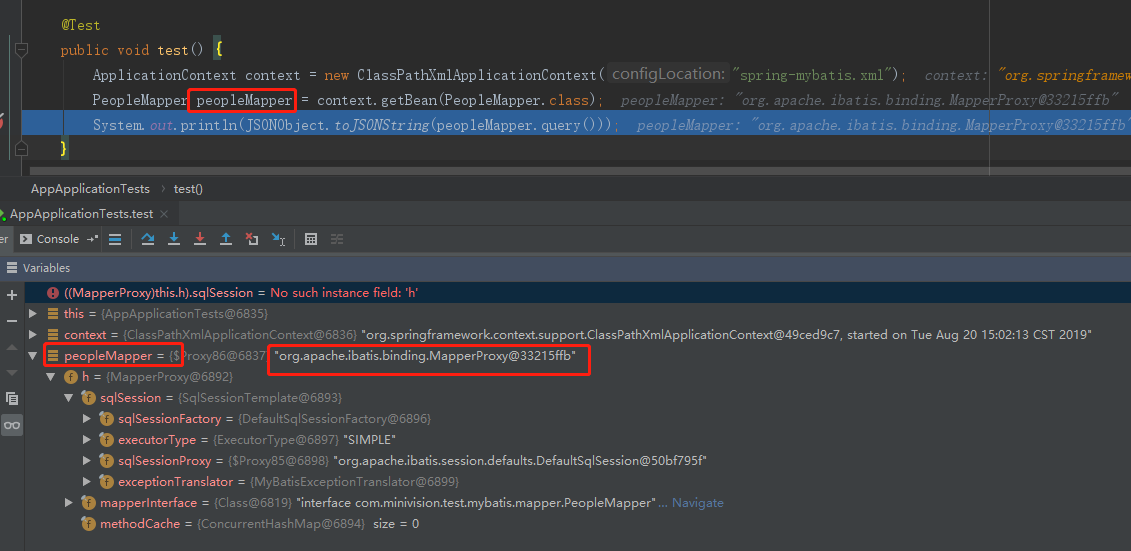 @Test
public void test() {
ApplicationContext context = new ClassPathXmlApplicationContext( configLocation: "spring-mybatis.xml"); context: "org.springframew
PeopleMapper peopleMapper = context.getBean(PeopleMapper.class); peopleMapper: "org.apache.ibatis.binding.MapperProxy@33215ffb"
System.out.println(JSONObject.toJSONString(peopleMapper.query())); peopleMapper: "org.apache.ibatis.binding.MapperProxy@33215ffb"
}
AppApplicationTests › test()
AppApplicationTests.test ×
er Console
Variables
((MapperProxy)this.h).sqlSession = No such instance field: 'h'
this = {AppApplicationTests@6835}
context = {ClassPathXmlApplicationContext@6836} "org.springframework.context.support.ClassPathXmlApplicationContext@49ced9c7, started on Tue Aug 20 15:02:13 CST 2019"
peopleMapper = {$Proxy86@6837 "org.apache.ibatis.binding.MapperProxy@33215ffb"
h = {MapperProxy@6892}
sqlSession = {SqlSessionTemplate@6893}
sqlSessionFactory = {DefaultSqlSessionFactory@6896}
executorType = {ExecutorType@6897} "SIMPLE"
sqlSessionProxy = {$Proxy85@6898} "org.apache.ibatis.session.defaults.DefaultSqlSession@50bf795f"
exceptionTranslator = {MyBatisExceptionTranslator@6899}
mapperInterface = {Class@6819} "interface com.minivision.test.mybatis.mapper.PeopleMapper"... Navigate
methodCache = {ConcurrentHashMap@6894} size = 0